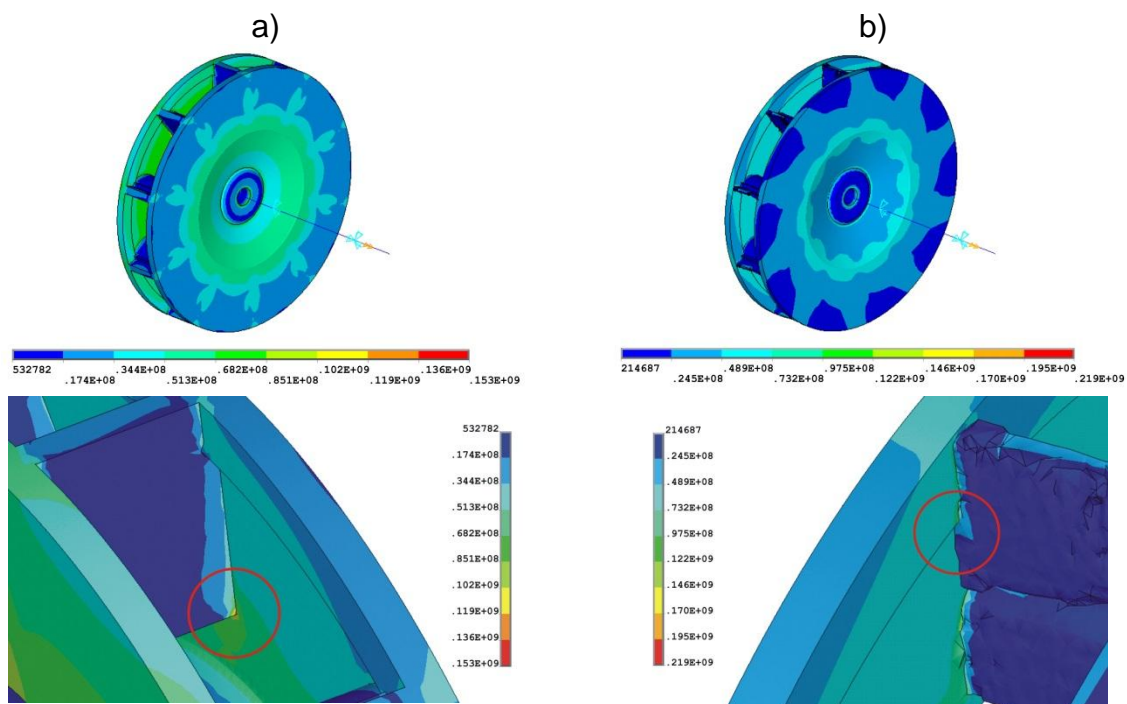 a)
b)
532782 .344E+08 .682E+08 .102E+09 .136E+09
.174E+08 .513E+08 .851E+08 .119E+09 .153E+09
214687 .489E+08 .975E+08 .146E+09 .195E+09
.245E+08 .732E+08 .122E+09 .170E+09 .219E+09
532782
.174E+08
.344E+08
.513E+08
.682E+08
.851E+08
.102E+09
.119E+09
.136E+09
.153E+09
214687
.245E+08
.489E+08
.732E+08
.975E+08
.122E+09
.146E+09
.170E+09
.195E+09
.219E+09